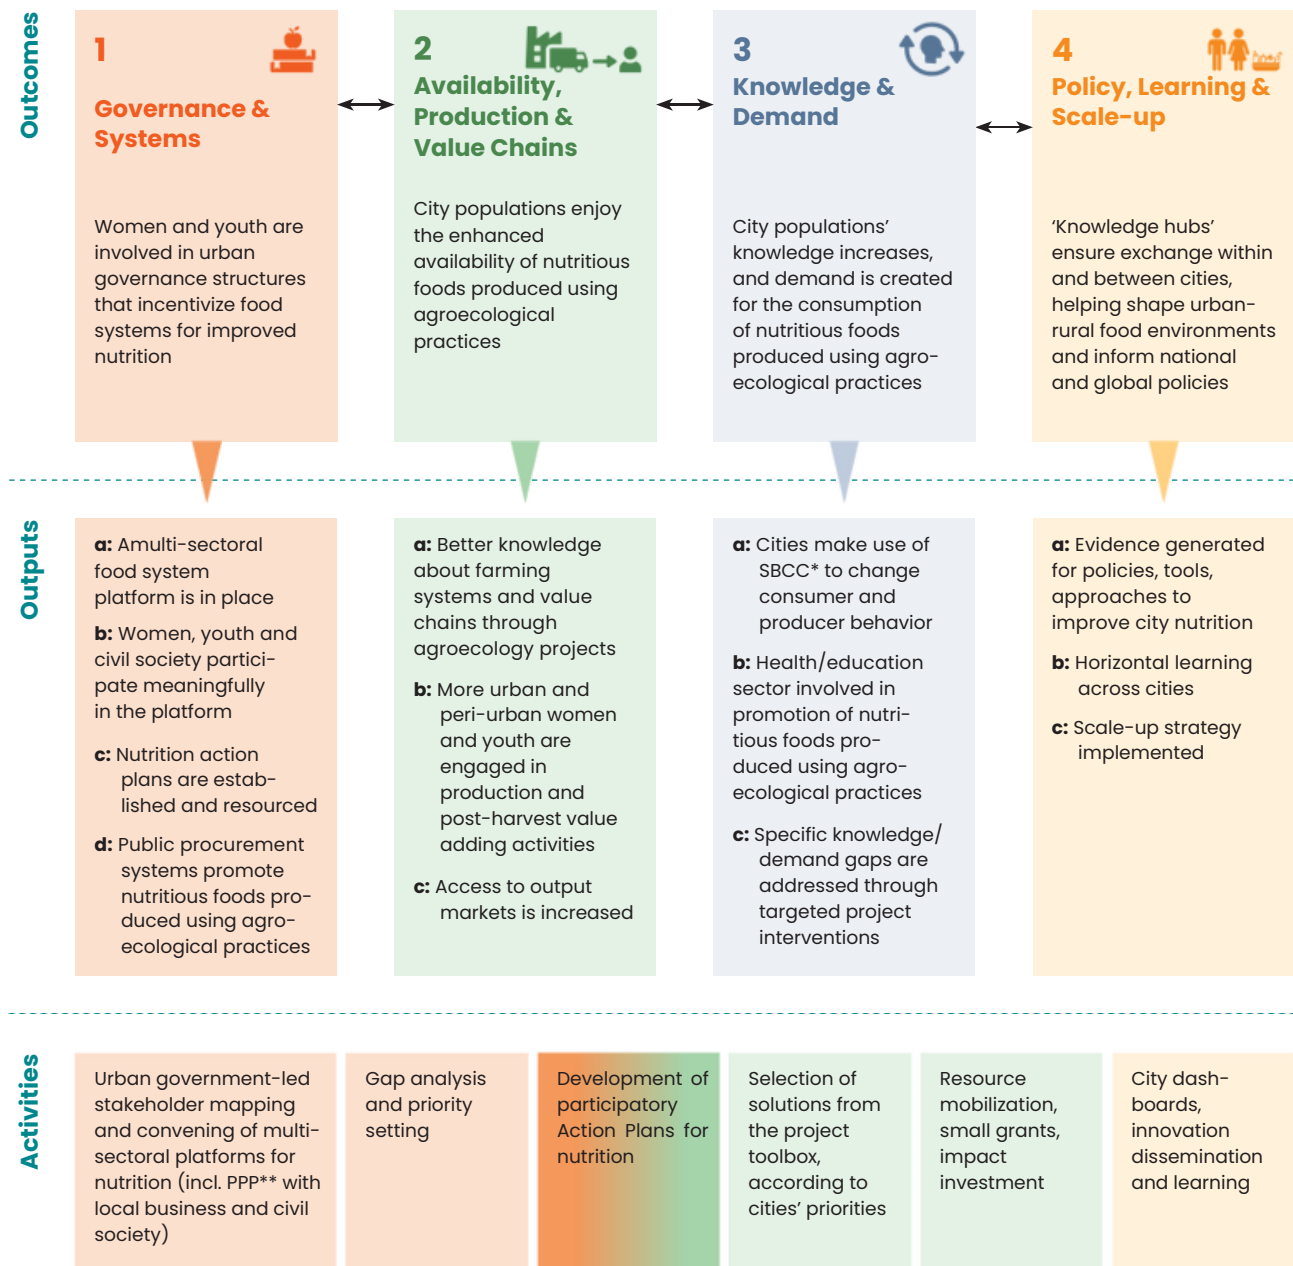 Outcomes
1
Governance &
Systems
Women and youth are
involved in urban
governance structures
that incentivize food
systems for improved
nutrition
2
Availability,
Production &
Value Chains
City populations enjoy
the enhanced
availability of nutritious
foods produced using
agroecological
practices
3
Knowledge &
Demand
City populations’
knowledge increases,
and demand is created
for the consumption
of nutritious foods
produced using agro-
ecological practices
4
Policy, Learning &
Scale-up
‘Knowledge hubs’
ensure exchange within
and between cities,
helping shape urban-
rural food environments
and inform national
and global policies
Outputs
a: Amulti-sectoral
food system
platform is in place
b: Women, youth and
civil society partici-
pate meaningfully
in the platform
c: Nutrition action
plans are estab-
lished and resourced
d: Public procurement
systems promote
nutritious foods pro-
duced using agro-
ecological practices
a: Better knowledge
about farming
systems and value
chains through
agroecology projects
b: More urban and
peri-urban women
and youth are
engaged in
production and
post-harvest value
adding activities
c: Access to output
markets is increased
a: Cities make use of
SBCC* to change
consumer and
producer behavior
b: Health/education
sector involved in
promotion of nutri-
tious foods pro-
duced using agro-
ecological practices
c: Specific knowledge/
demand gaps are
addressed through
targeted project
interventions
a: Evidence generated
for policies, tools,
approaches to
improve city nutrition
b: Horizontal learning
across cities
c: Scale-up strategy
implemented
Activities
Urban government-led
stakeholder mapping
and convening of multi-
sectoral platforms for
nutrition (incl. PPP** with
local business and civil
society)
Gap analysis
and priority
setting
Development of
participatory
Action Plans for
nutrition
Selection of
solutions from
the project
toolbox,
according to
cities’ priorities
Resource
mobilization,
small grants,
impact
investment
City dash-
boards,
innovation
dissemination
and learning